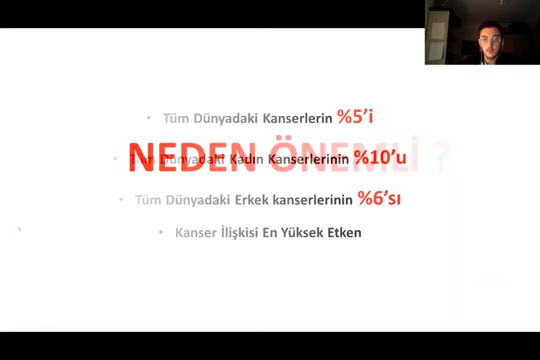 Tüm Dünyadaki Kanserlerin %5’i
NEDEN ÖNEMLİ ?
Tüm Dünyadaki Kadın Kanserlerinin %10’u
Tüm Dünyadaki Erkek kanserlerinin %6’sı
Kanser İlişkisi En Yüksek Etken